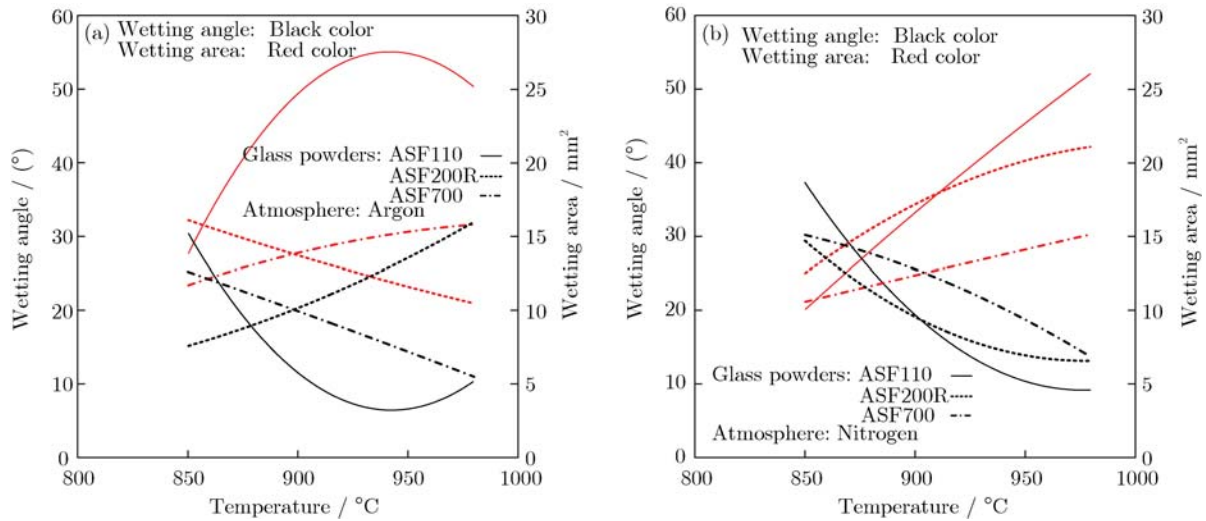 (a)
Wetting angle: Black color
Wetting area: Red color
Glass powders: ASF110
ASF200R
ASF700
Atmosphere: Argon
60
50
40
30
20
10
0
Wetting angle / (°)
30
25
20
15
10
5
0
Wetting area / mm²
800
850
900
950
1000
Temperature / °C
(b)
Wetting angle: Black color
Wetting area: Red color
Glass powders: ASF110
ASF200R
ASF700
Atmosphere: Nitrogen
60
50
40
30
20
10
0
Wetting angle / (°)
30
25
20
15
10
5
0
Wetting area / mm²
800
850
900
950
1000
Temperature / °C